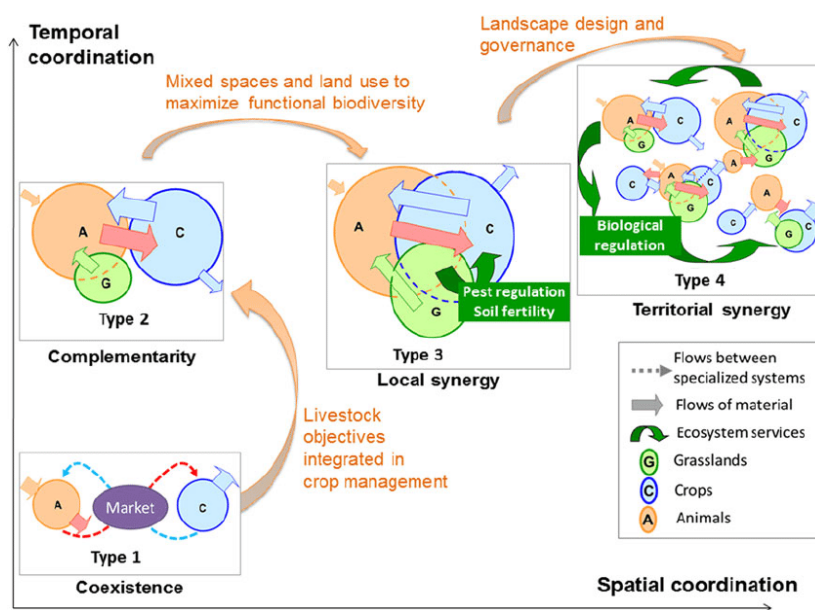 Temporal
coordination
Landscape design and
governance
Mixed spaces and land use to
maximize functional biodiversity
A
C
G
Type 2
Complementarity
A
C
G
Pest regulation
Soil fertility
Type 3
Local synergy
A
C
G
A
C
G
A
C
A
C
G
A
C
G
C
Biological
regulation
Type 4
Territorial synergy
Livestock
objectives
integrated in
crop management
A
Market
C
Type 1
Coexistence
Flows between
specialized systems
Flows of material
Ecosystem services
G Grasslands
C Crops
A Animals
Spatial coordination